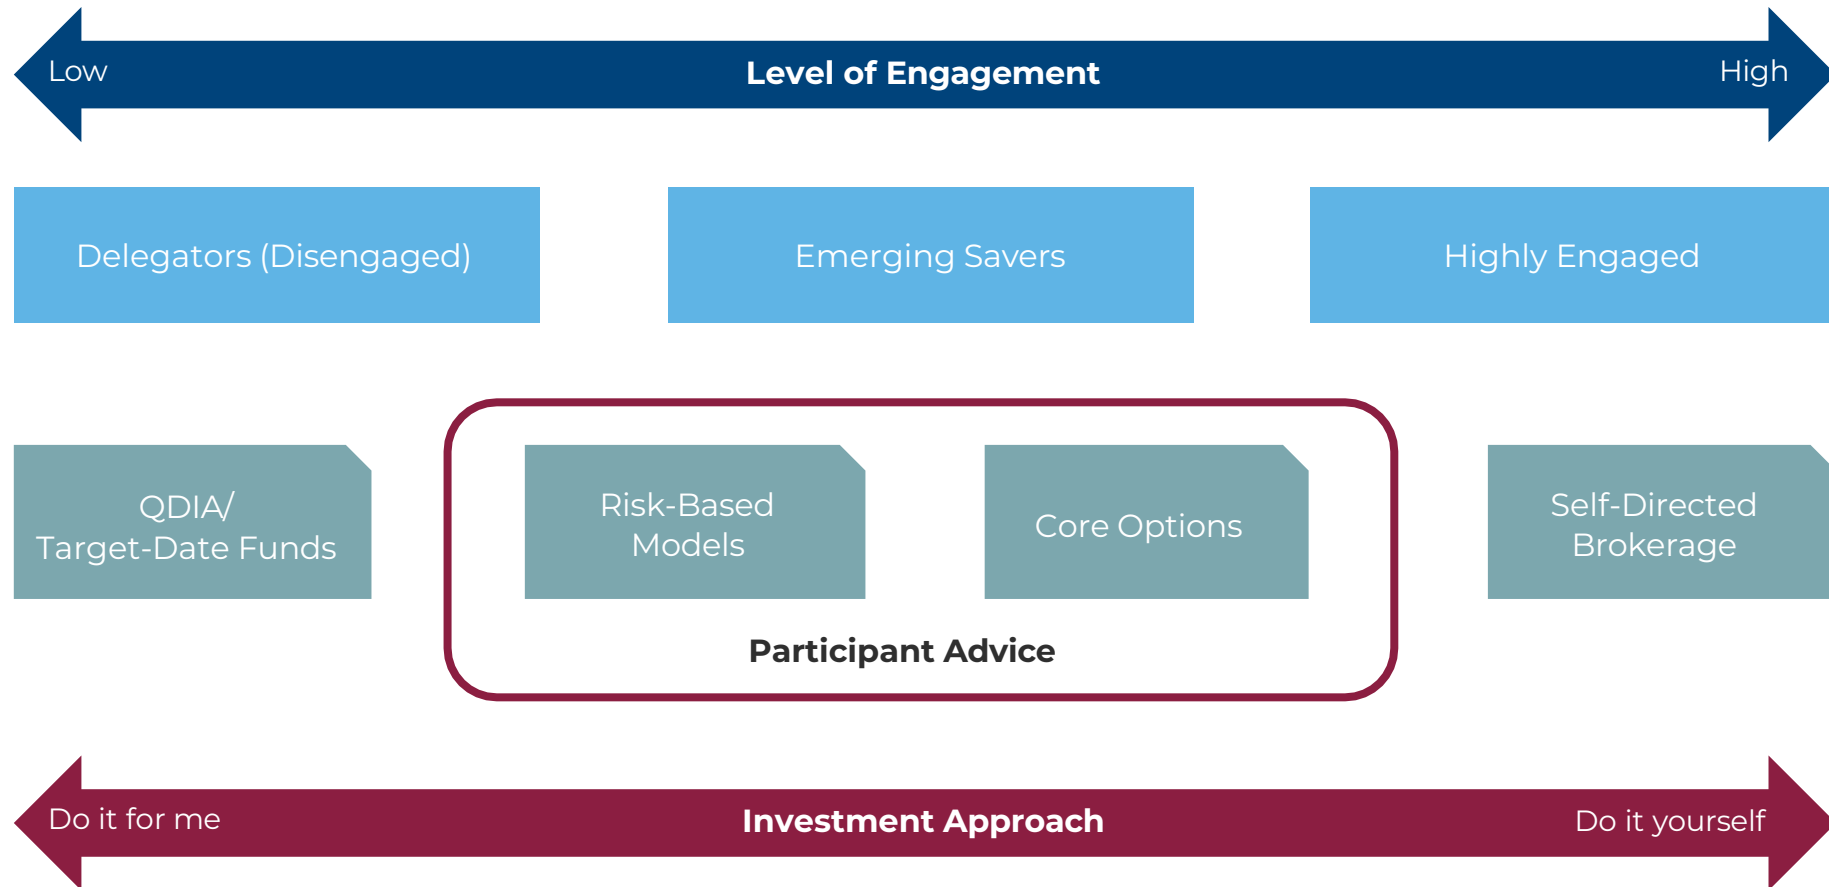 Low
Level of Engagement
High
Delegators (Disengaged)
Emerging Savers
Highly Engaged
QDIA/
Target-Date Funds
Risk-Based
Models
Core Options
Self-Directed
Brokerage
Participant Advice
Do it for me
Investment Approach
Do it yourself